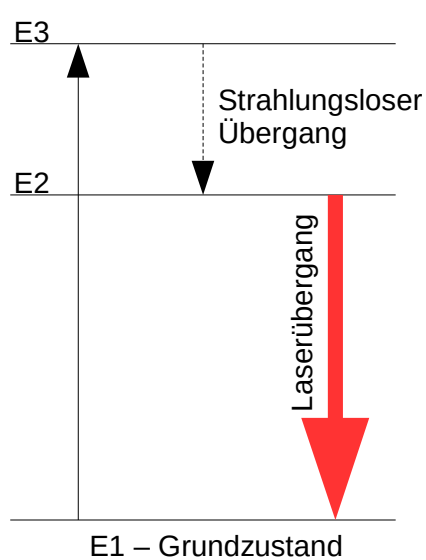 E3
Strahlungsloser
Übergang
E2
Laserübergang
E1 – Grundzustand